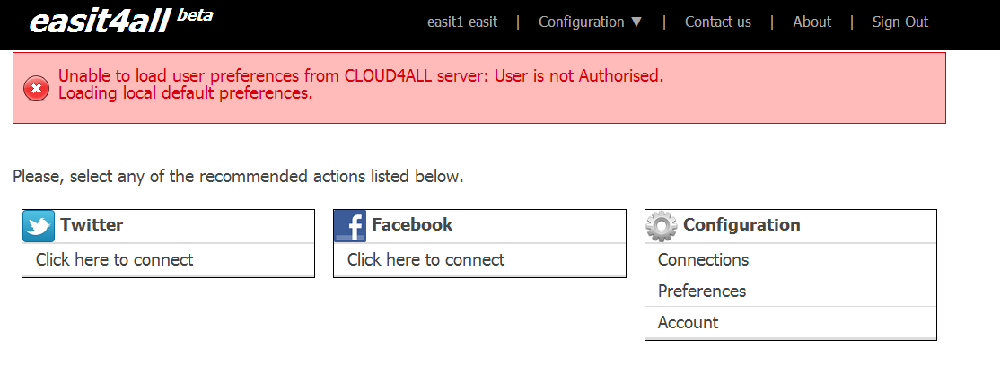 easit4all beta
easit1 easit | Configuration ▼ | Contact us | About | Sign Out
Unable to load user preferences from CLOUD4ALL server: User is not Authorised.
Loading local default preferences.
Please, select any of the recommended actions listed below.
Twitter
Click here to connect
Facebook
Click here to connect
Configuration
Connections
Preferences
Account